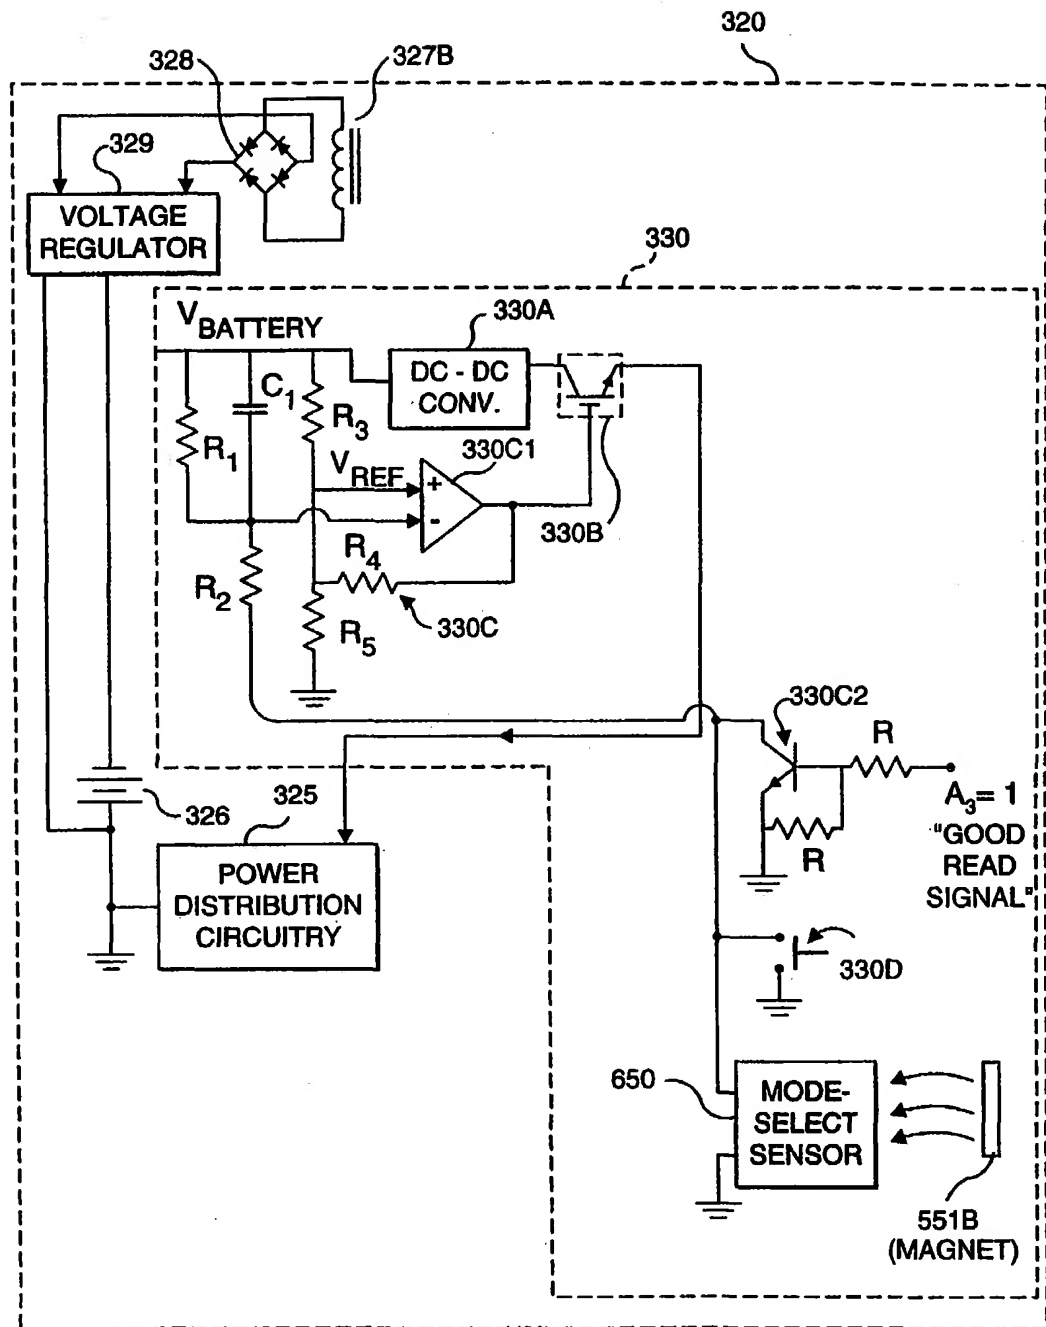 320
328
327B
329
VOLTAGE
REGULATOR
330
V BATTERY
330A
DC - DC
CONV.
C1
R3
R1
330C1
VREF
+
-
330B
R4
R2
330C
R5
330C2
R
A3= 1
"GOOD
READ
SIGNAL"
R
326
325
POWER
DISTRIBUTION
CIRCUITRY
330D
650
MODE-
SELECT
SENSOR
551B
(MAGNET)